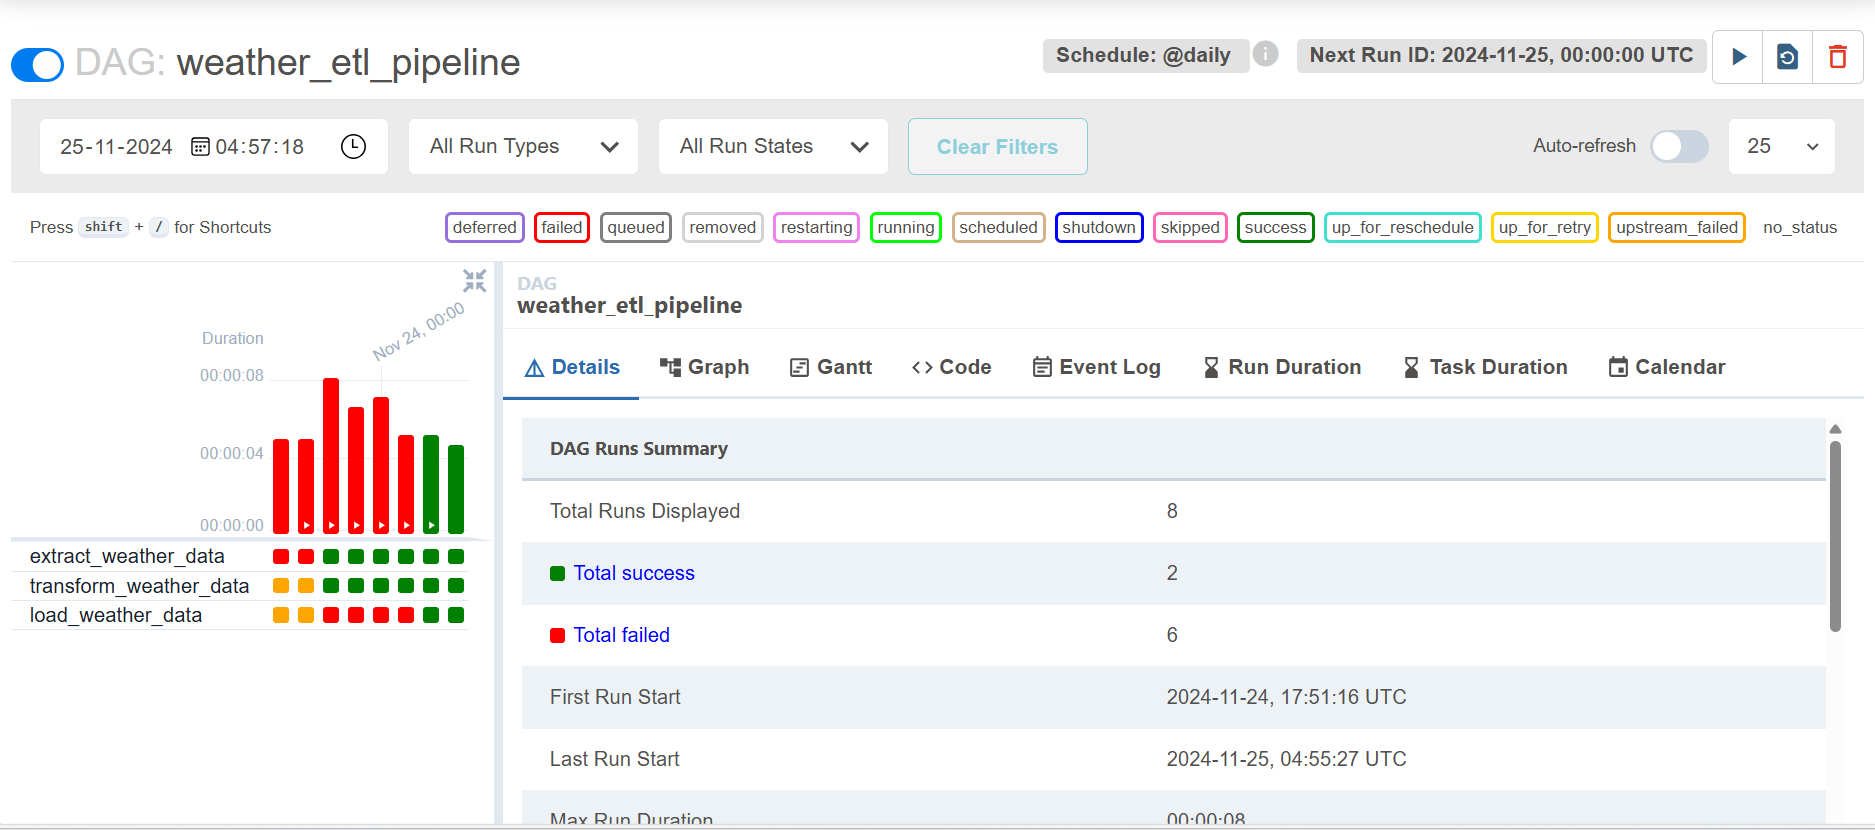 DAG: weather_etl_pipeline
Schedule: @daily
Next Run ID: 2024-11-25, 00:00:00 UTC
25-11-2024 04:57:18
All Run Types
All Run States
Clear Filters
Auto-refresh
25
Press shift + / for Shortcuts
deferred failed queued removed restarting running scheduled shutdown skipped success up_for_reschedule up_for_retry upstream_failed no_status
Nov 24, 00:00
Duration
00:00:08
00:00:04
00:00:00
extract_weather_data
transform_weather_data
load_weather_data
DAG
weather_etl_pipeline
Details Graph Gantt Code Event Log Run Duration Task Duration Calendar
DAG Runs Summary
Total Runs Displayed 8
Total success 2
Total failed 6
First Run Start 2024-11-24, 17:51:16 UTC
Last Run Start 2024-11-25, 04:55:27 UTC
Max Run Duration 00:00:08